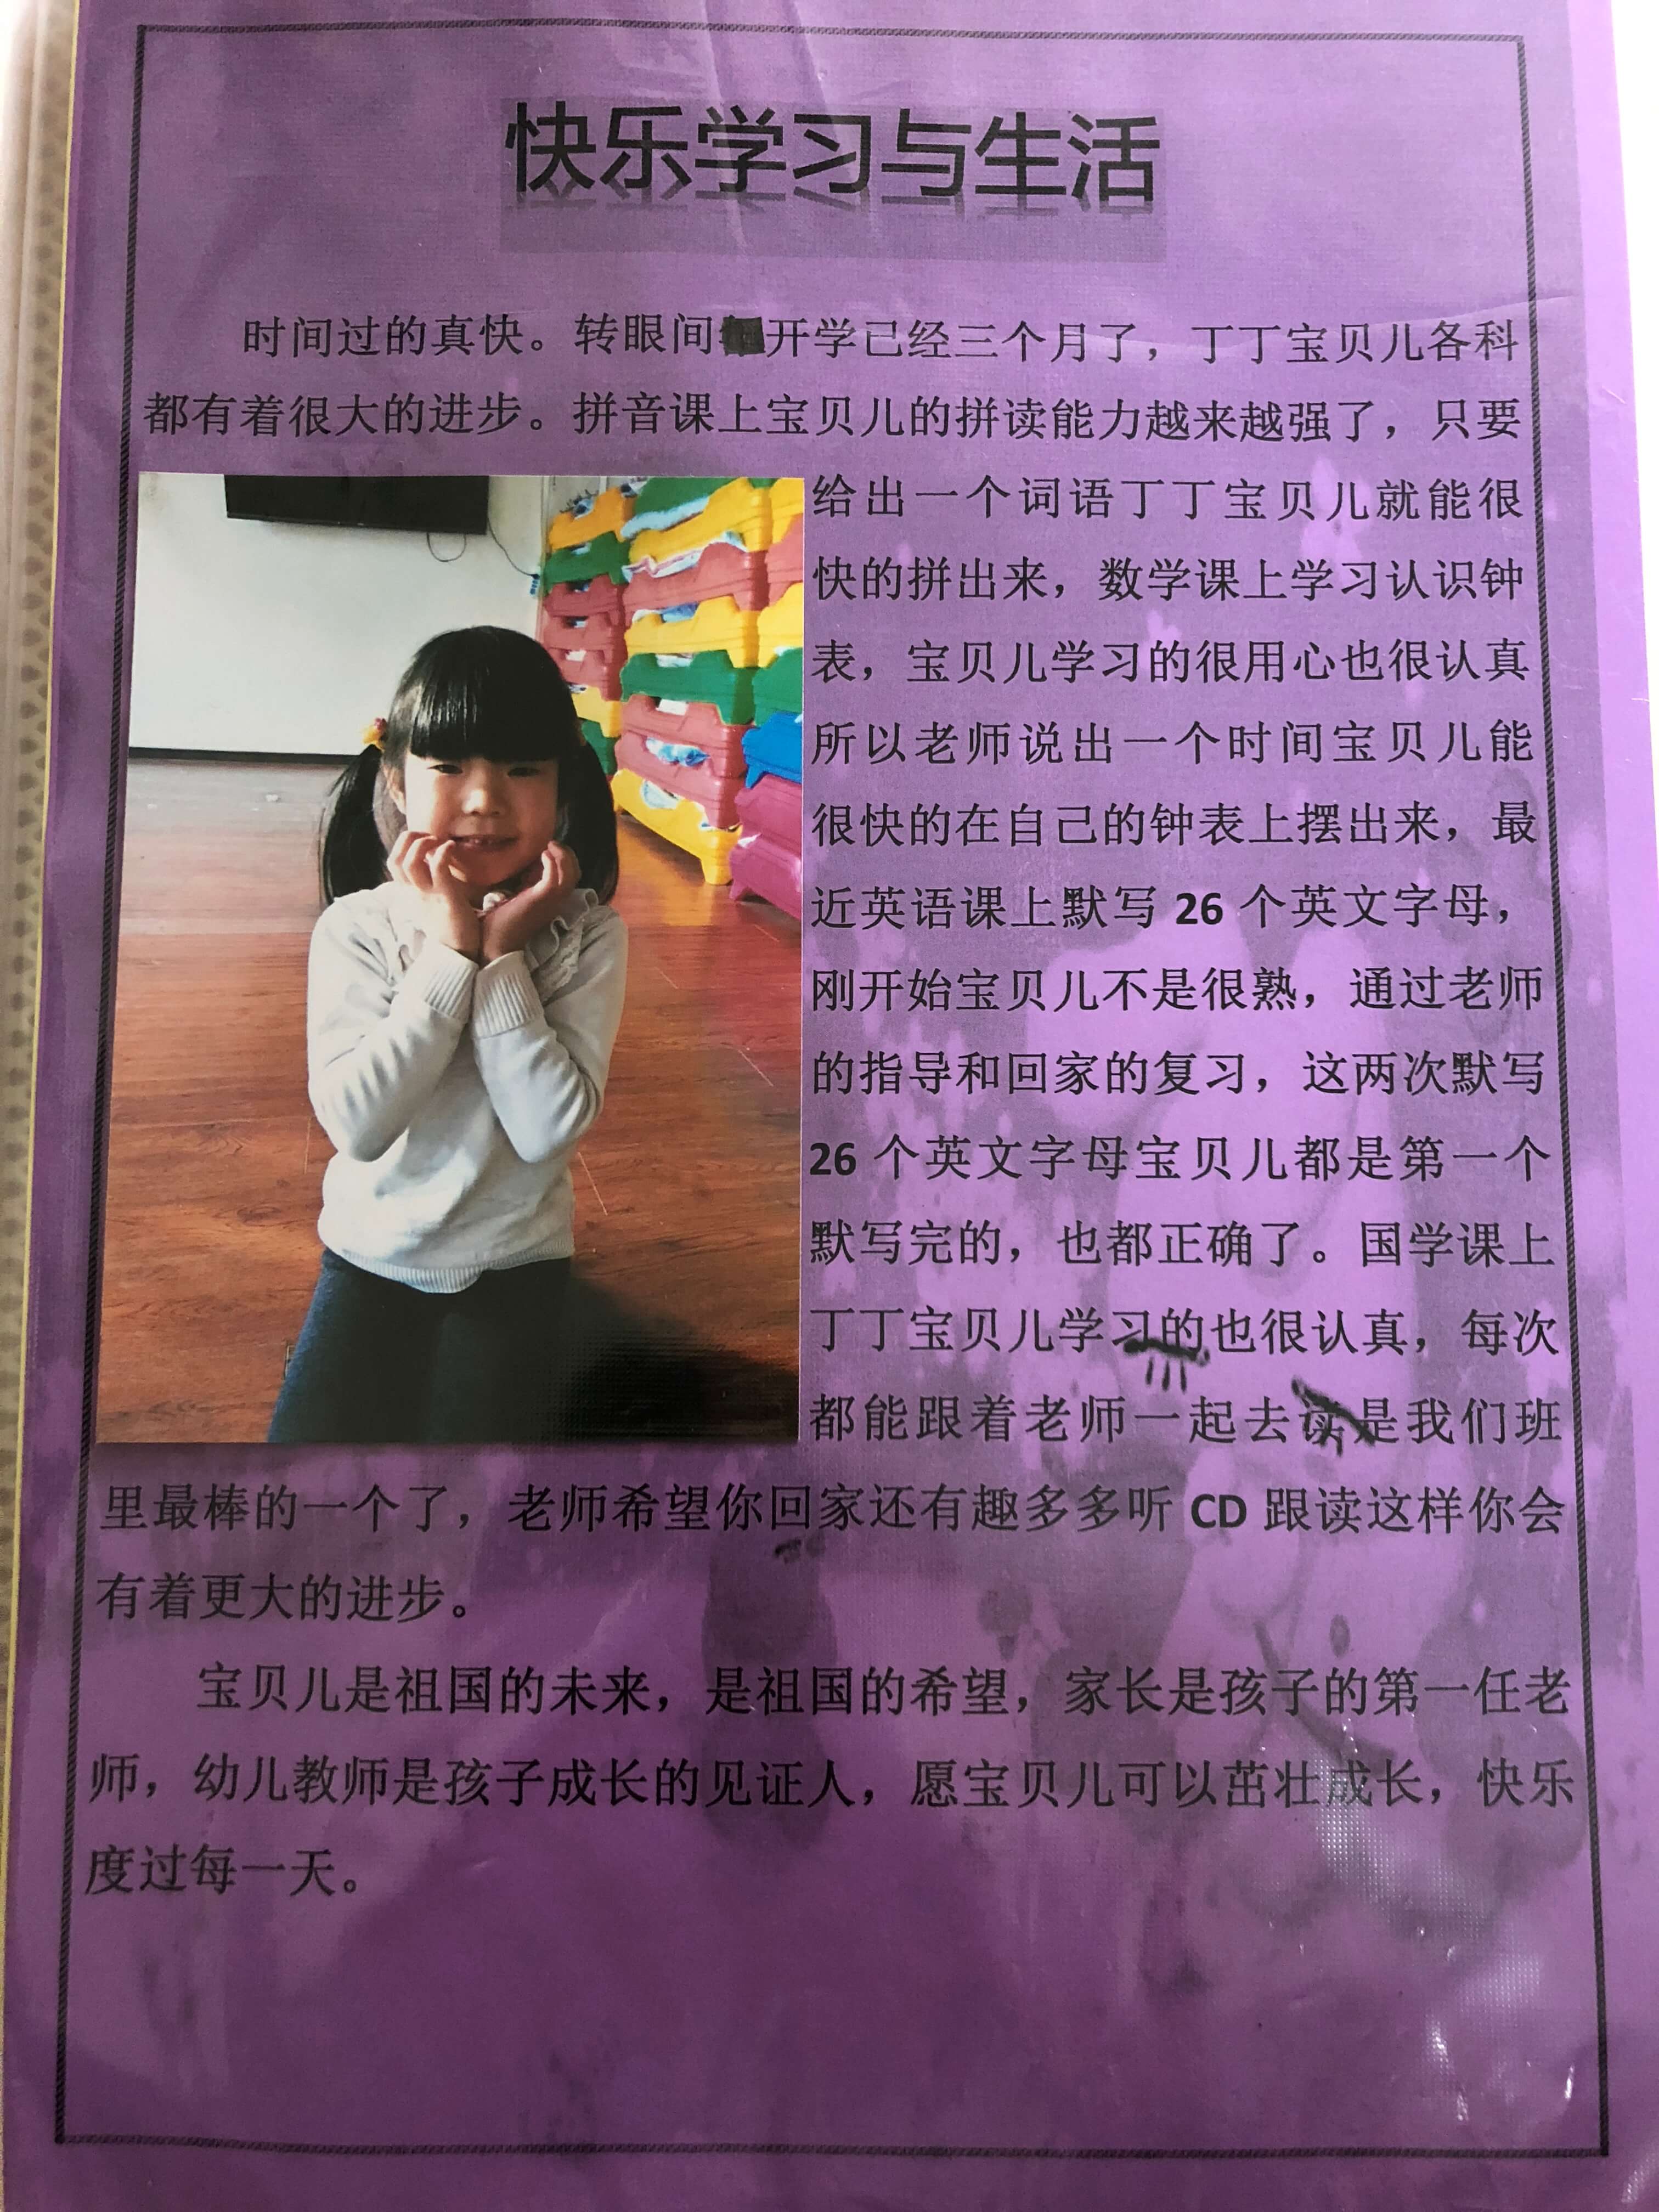 快乐学习与生活
时间过的真快。转眼间开学已经三个月了，丁丁宝贝儿各科
都有着很大的进步。拼音课上宝贝儿的拼读能力越来越强了，只要
给出一个词语丁丁宝贝儿就能很
快的拼出来，数学课上学习认识钟
表，宝贝儿学习的很用心也很认真
所以老师说出一个时间宝贝儿能
很快的在自己的钟表上摆出来，最
近英语课上默写 26 个英文字母，
刚开始宝贝儿不是很熟，通过老师
的指导和回家的复习，这两次默写
26 个英文字母宝贝儿都是第一个
默写完的，也都正确了。国学课上
丁丁宝贝儿学习的也很认真，每次
都能跟着老师一起去读是我们班
里最棒的一个了，老师希望你回家还有趣多多听 CD 跟读这样你会
有着更大的进步。
宝贝儿是祖国的未来，是祖国的希望，家长是孩子的第一任老
师，幼儿教师是孩子成长的见证人，愿宝贝儿可以茁壮成长，快乐
度过每一天。